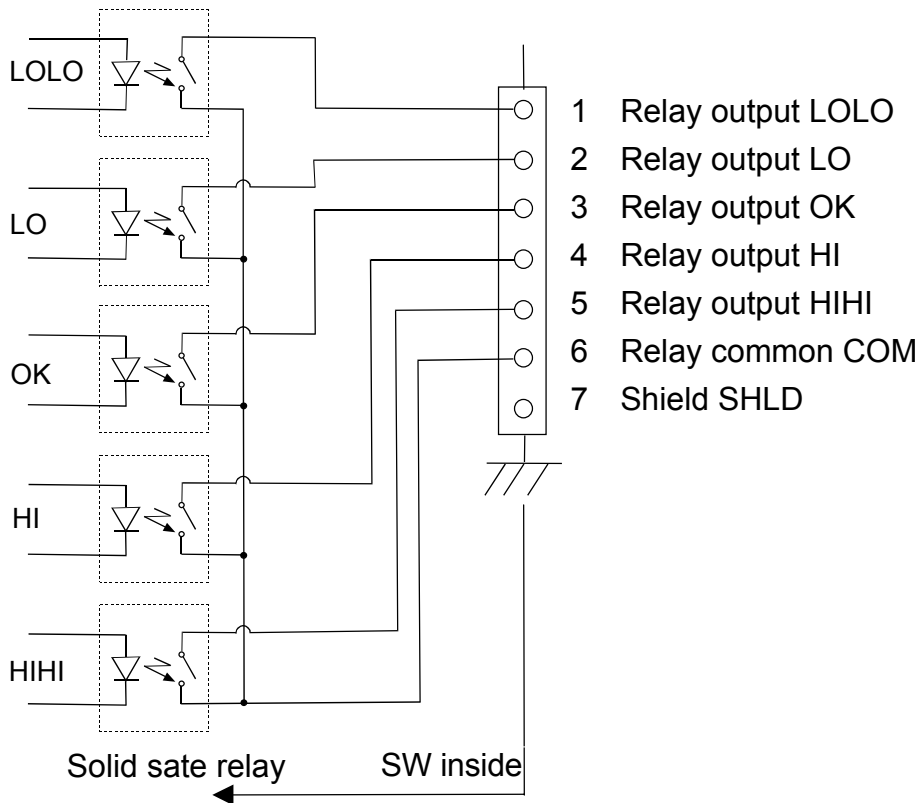 LOLO
LO
OK
HI
HIHI
1 Relay output LOLO
2 Relay output LO
3 Relay output OK
4 Relay output HI
5 Relay output HIHI
6 Relay common COM
7 Shield SHLD
Solid sate relay
SW inside